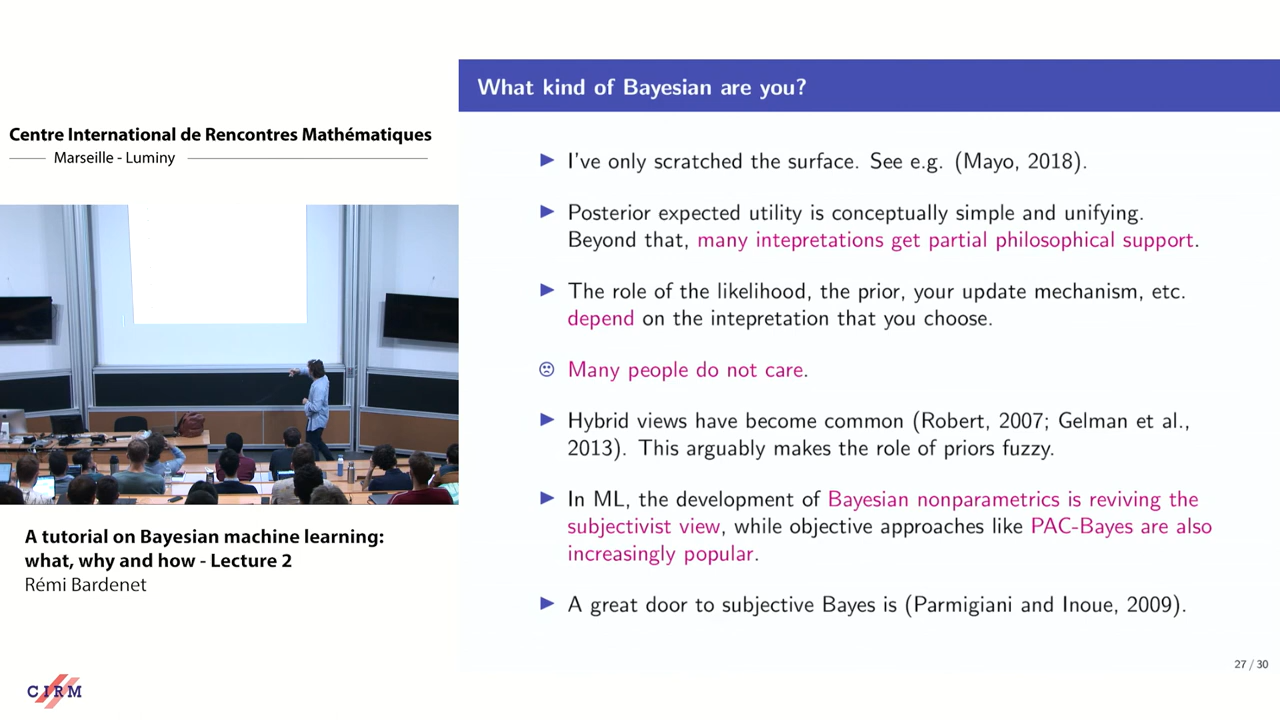 Centre International de Rencontres Mathématiques
Marseille - Luminy
A tutorial on Bayesian machine learning:
what, why and how - Lecture 2
Rémi Bardenet
CIRM
What kind of Bayesian are you?
I've only scratched the surface. See e.g. (Mayo, 2018).
Posterior expected utility is conceptually simple and unifying.
Beyond that, many intepretations get partial philosophical support.
The role of the likelihood, the prior, your update mechanism, etc.
depend on the intepretation that you choose.
Many people do not care.
Hybrid views have become common (Robert, 2007; Gelman et al.,
2013). This arguably makes the role of priors fuzzy.
In ML, the development of Bayesian nonparametrics is reviving the
subjectivist view, while objective approaches like PAC-Bayes are also
increasingly popular.
A great door to subjective Bayes is (Parmigiani and Inoue, 2009).
27 / 30